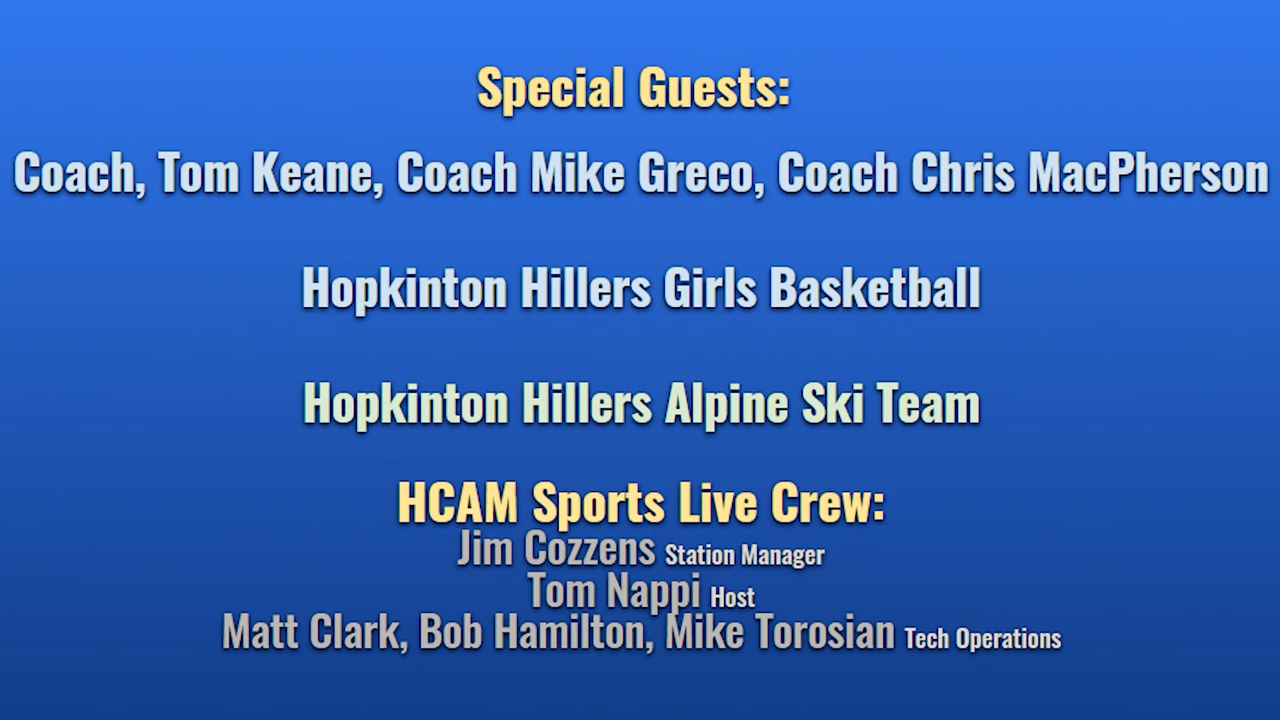 Special Guests:
Coach, Tom Keane, Coach Mike Greco, Coach Chris MacPherson
Hopkinton Hillers Girls Basketball
Hopkinton Hillers Alpine Ski Team
HCAM Sports Live Crew:
Jim Cozzens Station Manager
Tom Nappi Host
Matt Clark, Bob Hamilton, Mike Torosian Tech Operations